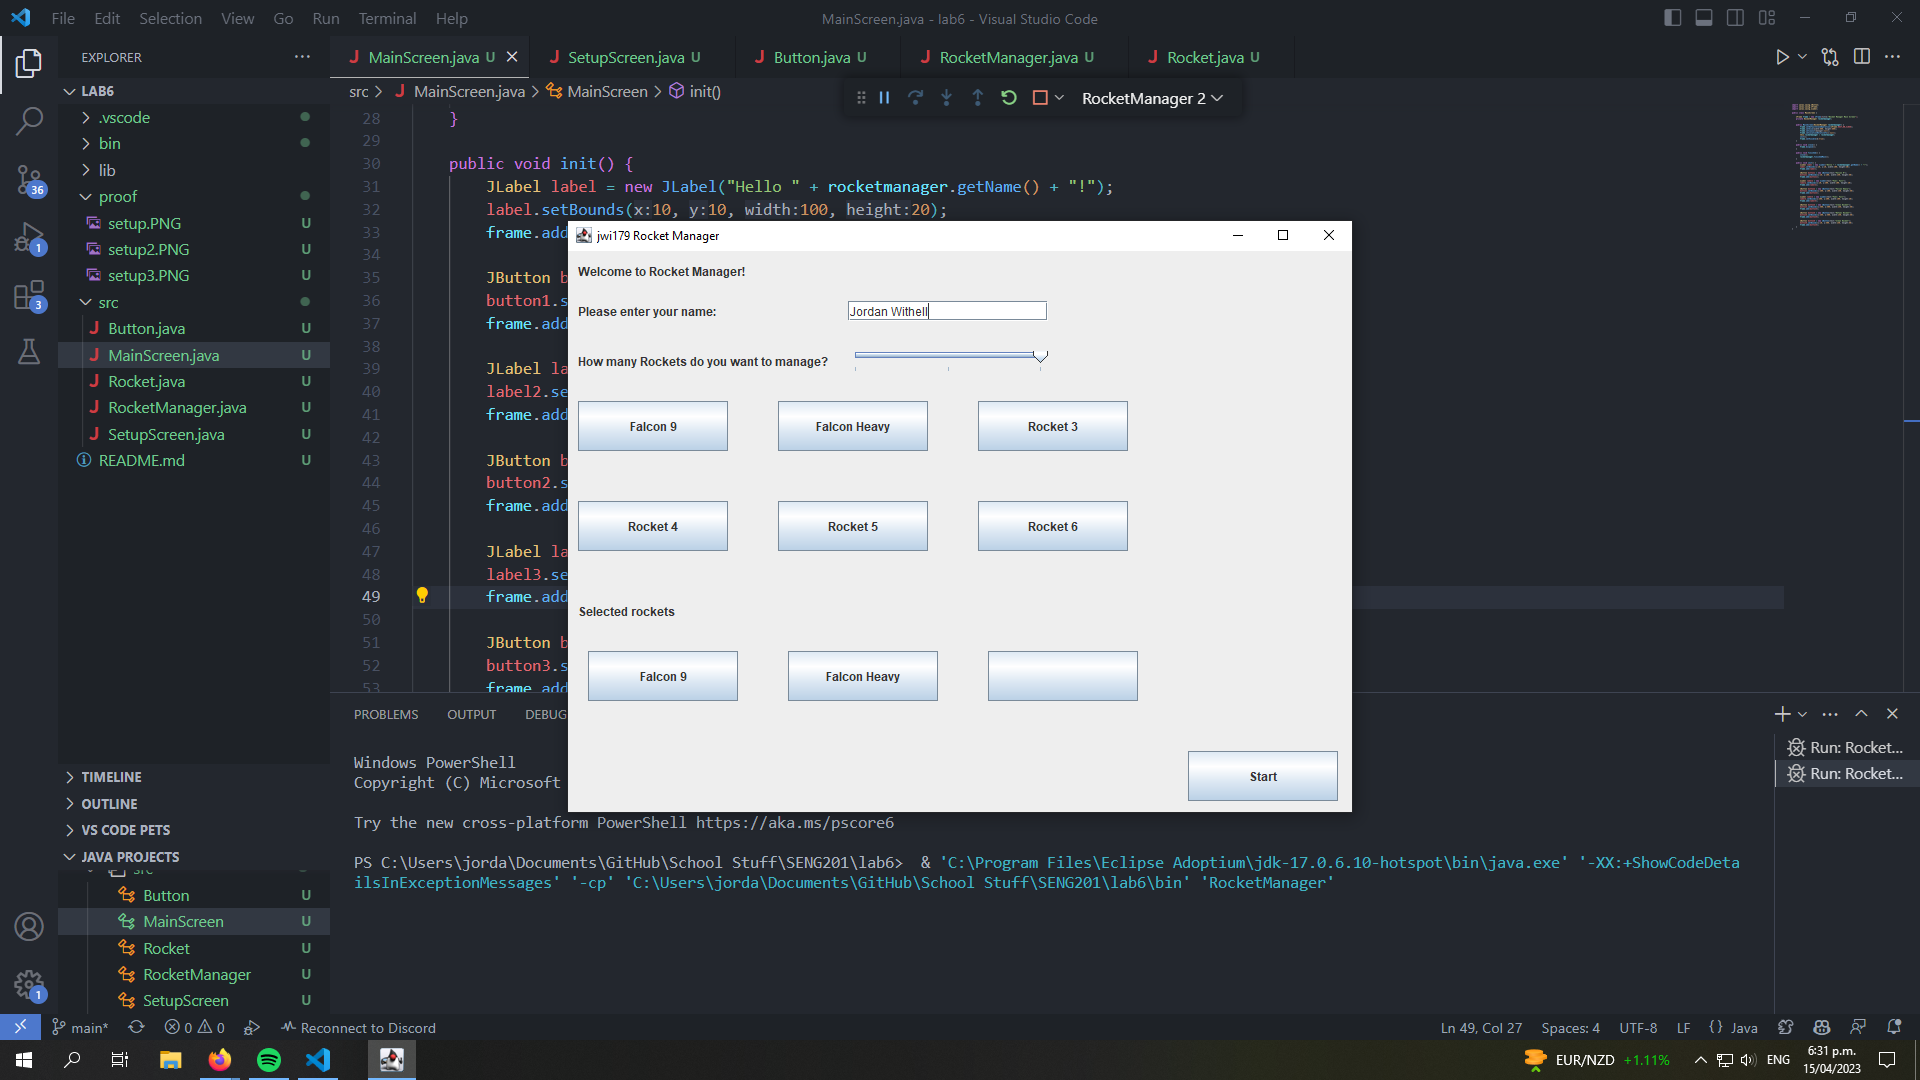 File Edit Selection View Go Run Terminal Help
MainScreen.java - lab6 - Visual Studio Code
EXPLORER
MainScreen.java U
SetupScreen.java U
Button.java U
RocketManager.java U
Rocket.java U
src > MainScreen.java > MainScreen > init()
RocketManager 2
LAB6
.vscode
bin
lib
proof
setup.PNG U
setup2.PNG U
setup3.PNG U
src
Button.java U
MainScreen.java U
Rocket.java U
RocketManager.java U
SetupScreen.java U
README.md U
36
1
3
1
TIMELINE
OUTLINE
VS CODE PETS
JAVA PROJECTS
src
Button U
MainScreen U
Rocket U
RocketManager U
SetupScreen U
28 }
29
30 public void init() {
31 JLabel label = new JLabel("Hello " + rocketmanager.getName() + "!");
32 label.setBounds(x:10, y:10, width:100, height:20);
33 frame.add
34
35 JButton b
36 button1.s
37 frame.add
38
39 JLabel la
40 label2.se
41 frame.add
42
43 JButton b
44 button2.s
45 frame.add
46
47 JLabel la
48 label3.se
49 frame.add
50
51 JButton b
52 button3.s
53 frame.add
jwi179 Rocket Manager
Welcome to Rocket Manager!
Please enter your name:
Jordan Withell
How many Rockets do you want to manage?
Falcon 9
Falcon Heavy
Rocket 3
Rocket 4
Rocket 5
Rocket 6
Selected rockets
Falcon 9
Falcon Heavy
Start
PROBLEMS OUTPUT DEBUG
Windows PowerShell
Copyright (C) Microsoft
Try the new cross-platform PowerShell https://aka.ms/pscore6
PS C:\Users\jorda\Documents\GitHub\School Stuff\SENG201\lab6>  & 'C:\Program Files\Eclipse Adoptium\jdk-17.0.6.10-hotspot\bin\java.exe' '-XX:+ShowCodeDeta
ilsInExceptionMessages' '-cp' 'C:\Users\jorda\Documents\GitHub\School Stuff\SENG201\lab6\bin' 'RocketManager'
Run: Rocket...
Run: Rocket...
main* 0 0 Reconnect to Discord
Ln 49, Col 27 Spaces: 4 UTF-8 LF {} Java
EUR/NZD +1.11%
ENG
6:31 p.m.
15/04/2023